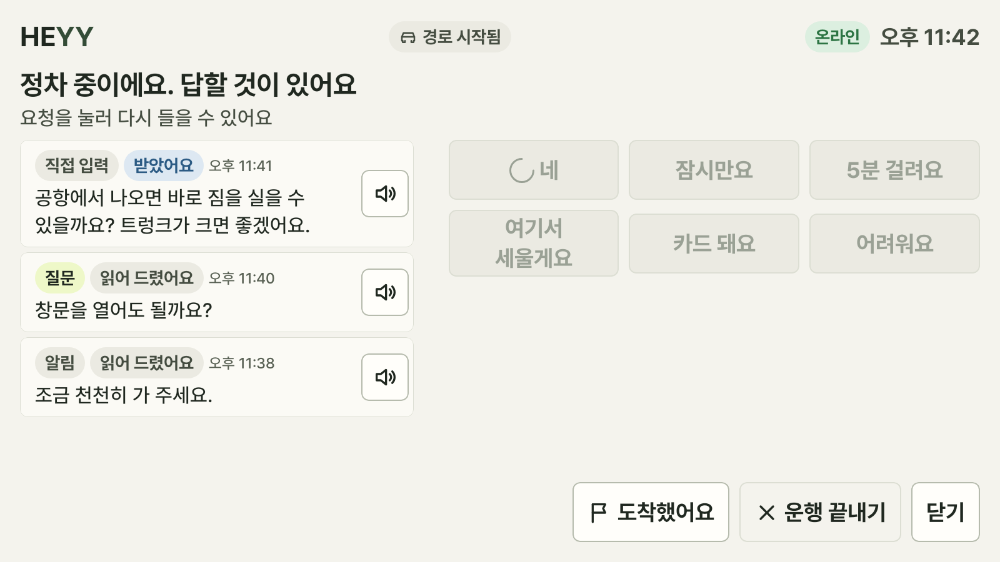 HEYY
경로 시작됨
온라인 오후 11:42
정차 중이에요. 답할 것이 있어요
요청을 눌러 다시 들을 수 있어요
직접 입력 받았어요 오후 11:41
공항에서 나오면 바로 짐을 실을 수
있을까요? 트렁크가 크면 좋겠어요.
질문 읽어 드렸어요 오후 11:40
창문을 열어도 될까요?
알림 읽어 드렸어요 오후 11:38
조금 천천히 가 주세요.
네
잠시만요
5분 걸려요
여기서
세울게요
카드 돼요
어려워요
도착했어요
운행 끝내기
닫기